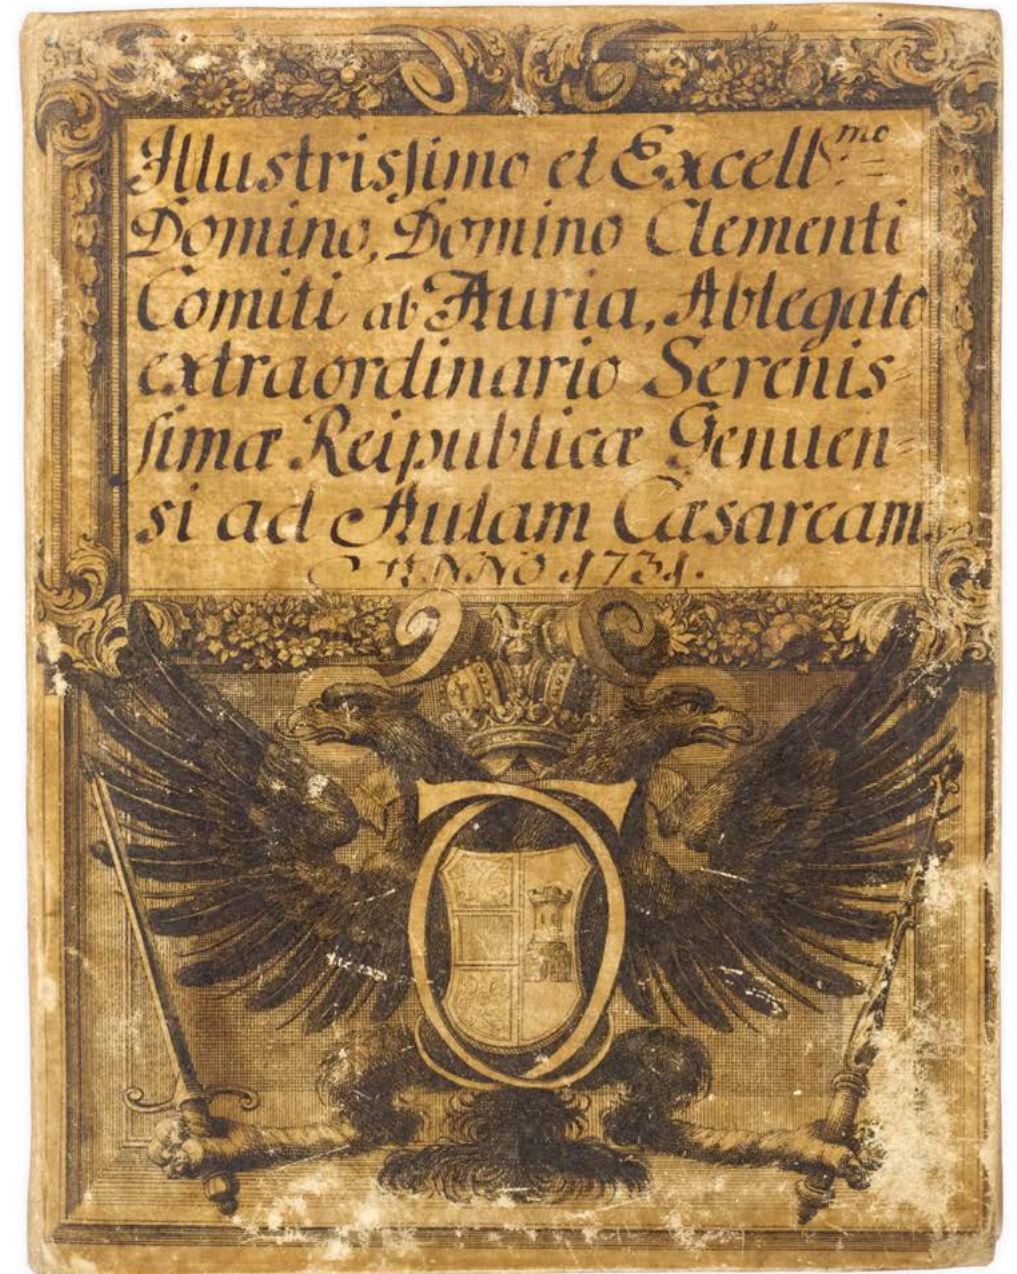 Illustrissimo et Excell.mo
Domino, Domino Clementi
Comiti ab Auria, Ablegato
extraordinario Serenis=
simæ Reipublicæ Genuen=
si ad Aulam Cæsaream.
ANNO 1731.